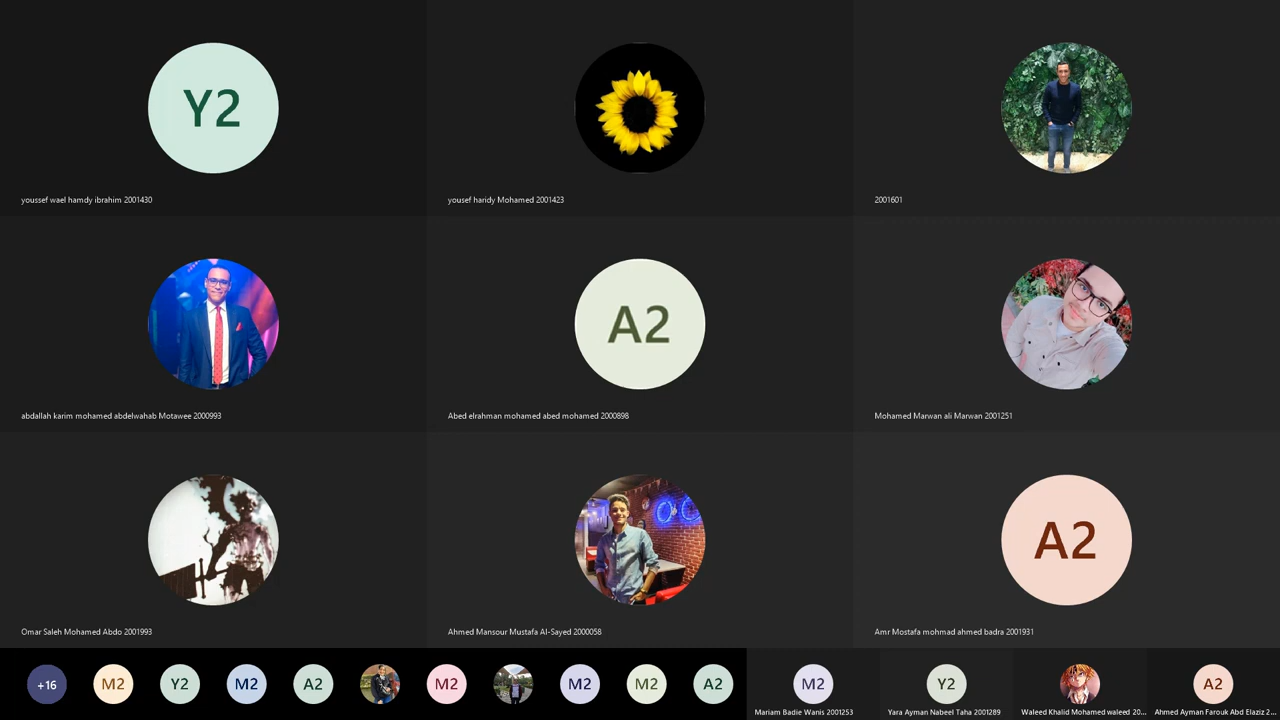 Y2
youssef wael hamdy ibrahim 2001430
yousef haridy Mohamed 2001423
2001601
abdallah karim mohamed abdelwahab Motawee 2000993
A2
Abed elrahman mohamed abed mohamed 2000898
Mohamed Marwan ali Marwan 2001251
Omar Saleh Mohamed Abdo 2001993
Ahmed Mansour Mustafa Al-Sayed 2000058
A2
Amr Mostafa mohmad ahmed badra 2001931
+16
M2
Y2
M2
A2
M2
M2
M2
A2
M2
Mariam Badie Wanis 2001253
Y2
Yara Ayman Nabeel Taha 2001289
Waleed Khalid Mohamed waleed 20...
A2
Ahmed Ayman Farouk Abd Elaziz 2...